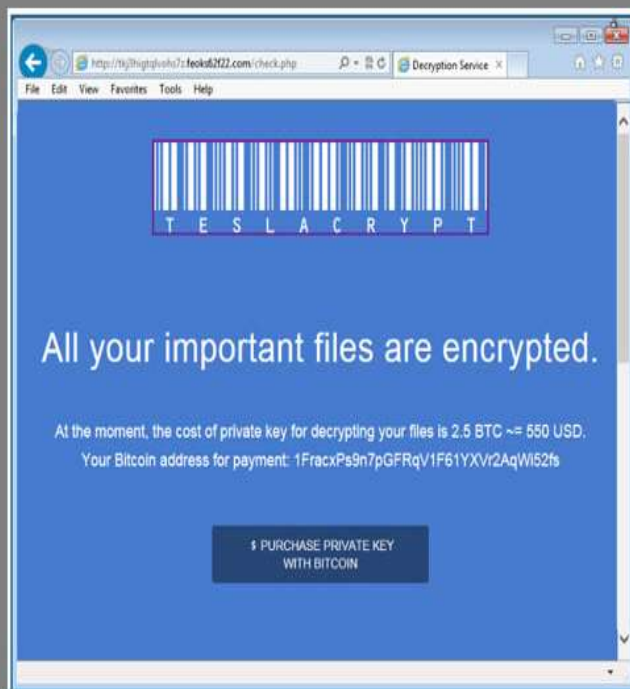 Decryption Service
File Edit View Favorites Tools Help
TESLACRYPT
All your important files are encrypted.
At the moment, the cost of private key for decrypting your files is 2.5 BTC ~= 550 USD.
Your Bitcoin address for payment: 1FracxPs9n7pGFRqV1F61YXVr2AqWi52fs
$ PURCHASE PRIVATE KEY
WITH BITCOIN